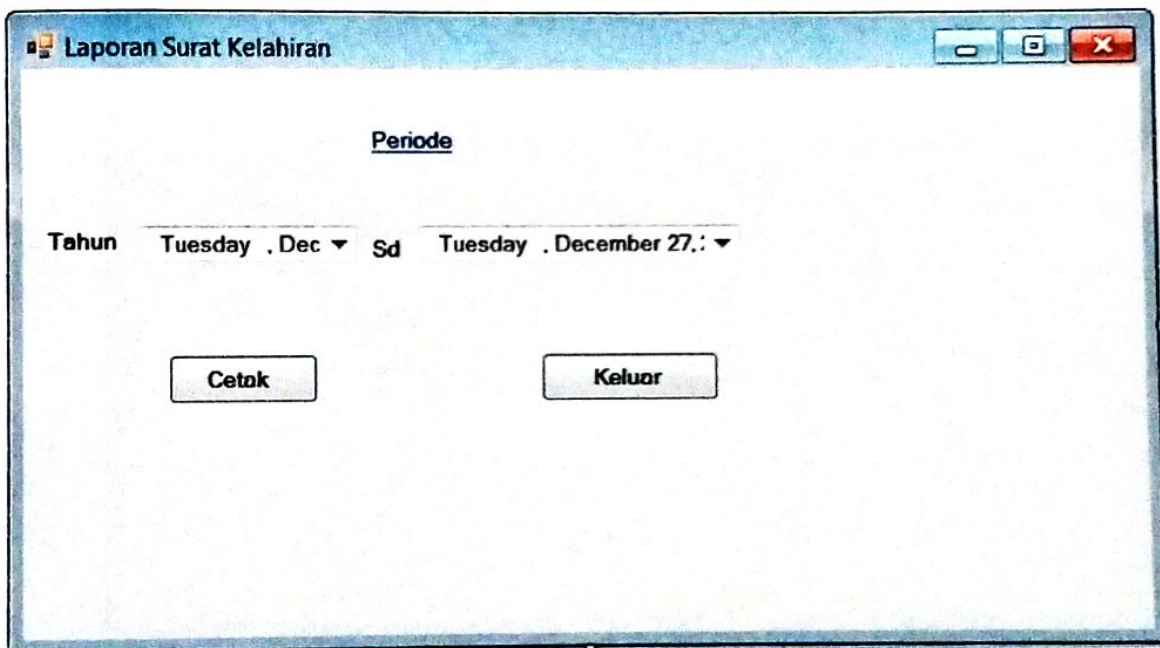 Laporan Surat Kelahiran
Periode
Tahun Tuesday , Dec Sd Tuesday , December 27,
Cetak Keluar